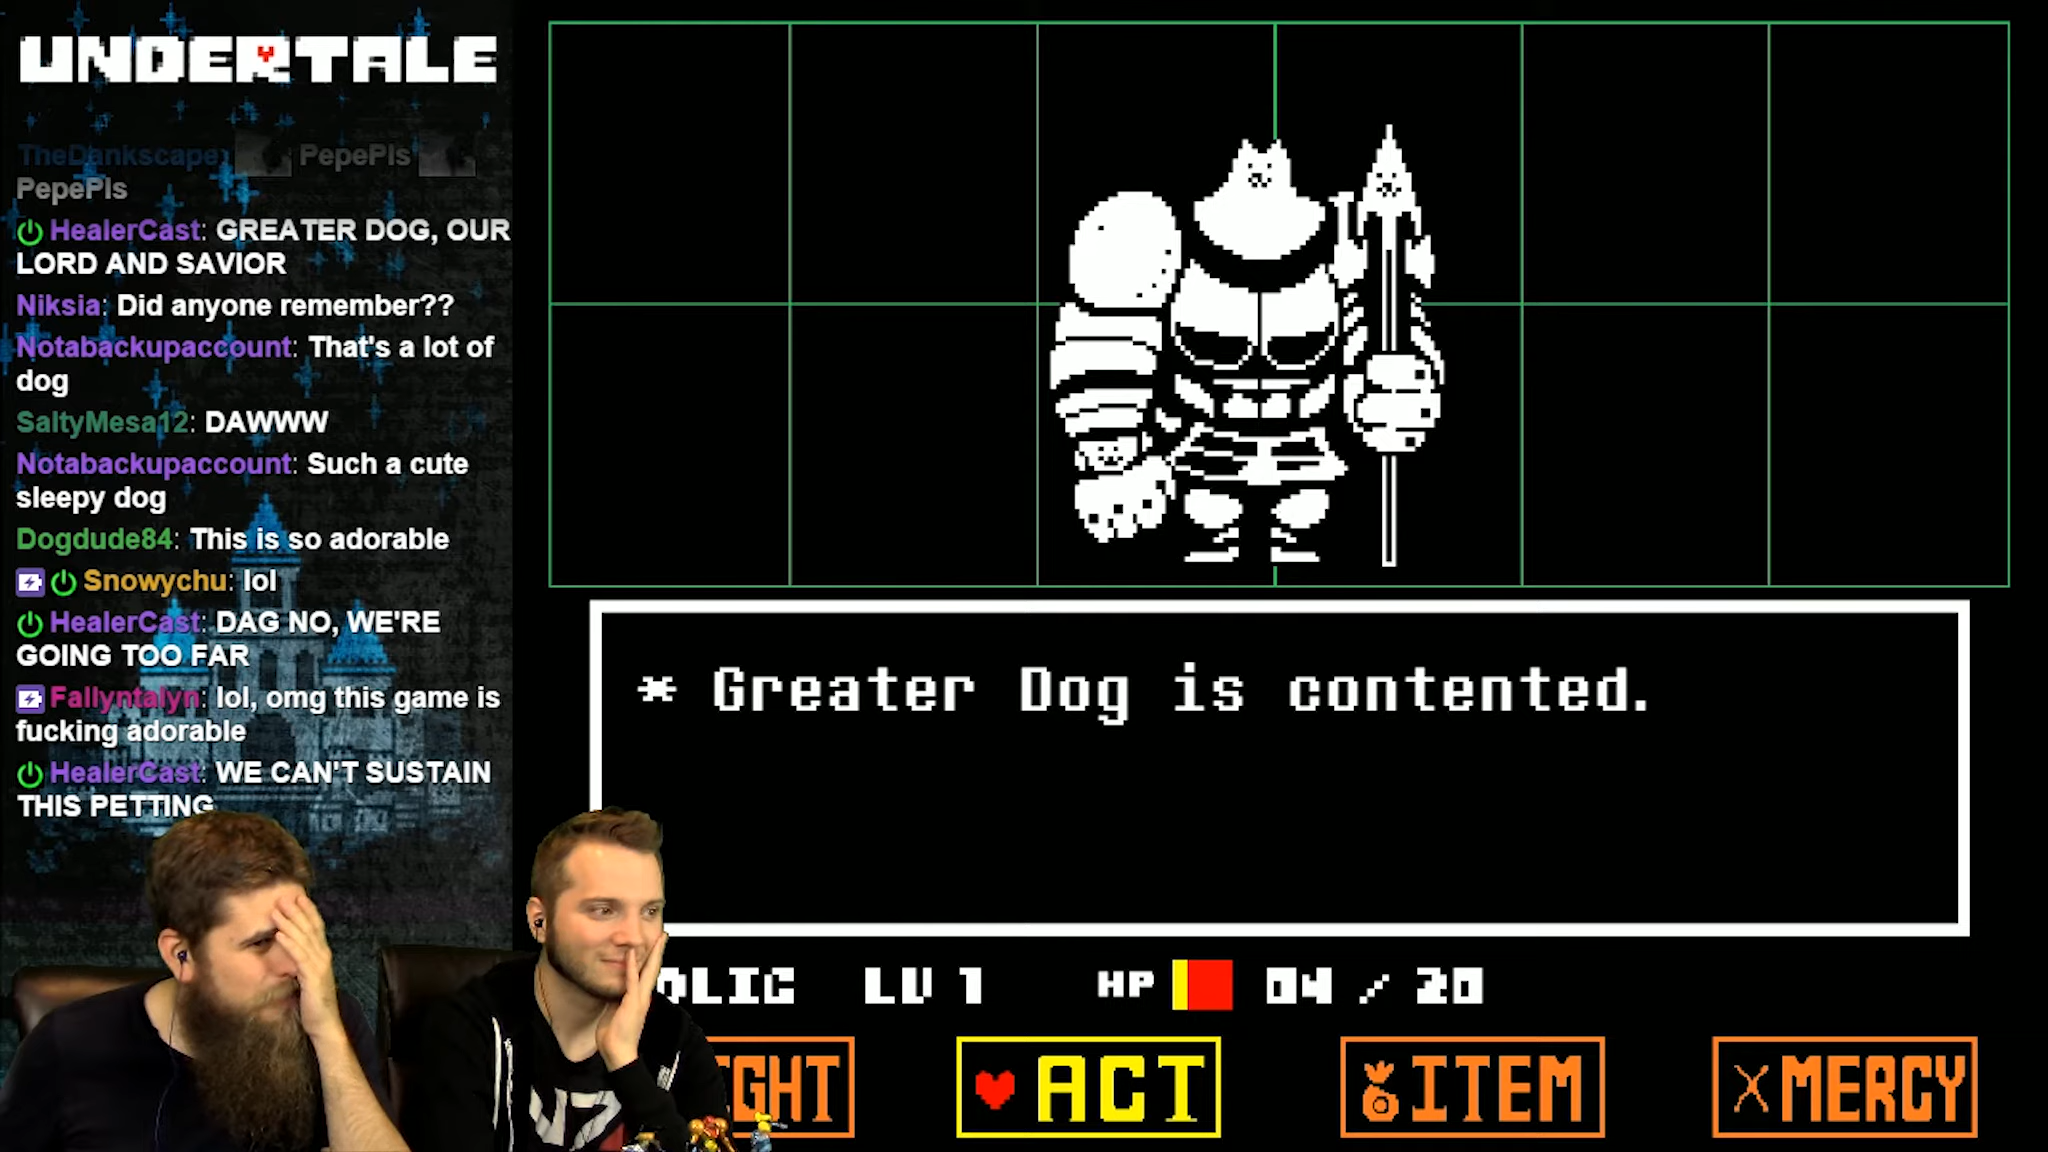 UNDERTALE
TheDankscape: PepePls
PepePls
HealerCast: GREATER DOG, OUR
LORD AND SAVIOR
Niksia: Did anyone remember??
Notabackupaccount: That's a lot of
dog
SaltyMesa12: DAWWW
Notabackupaccount: Such a cute
sleepy dog
Dogdude84: This is so adorable
Snowychu: lol
HealerCast: DAG NO, WE'RE
GOING TOO FAR
Fallyntalyn: lol, omg this game is
fucking adorable
HealerCast: WE CAN'T SUSTAIN
THIS PETTING
* Greater Dog is contented.
OLIC LV 1 HP 04 / 20
GHT ACT ITEM MERCY